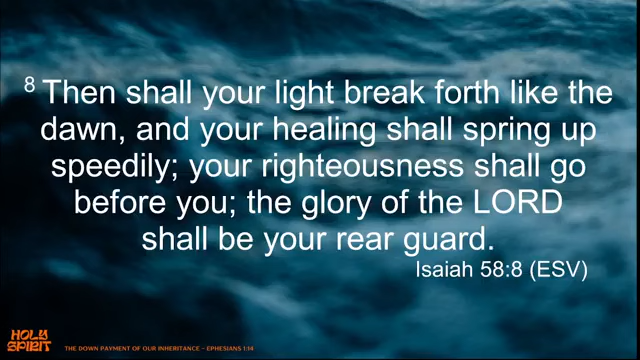 8 Then shall your light break forth like the
dawn, and your healing shall spring up
speedily; your righteousness shall go
before you; the glory of the LORD
shall be your rear guard.
Isaiah 58:8 (ESV)
HOLY
SPIRIT
THE DOWN PAYMENT OF OUR INHERITANCE – EPHESIANS 1:14